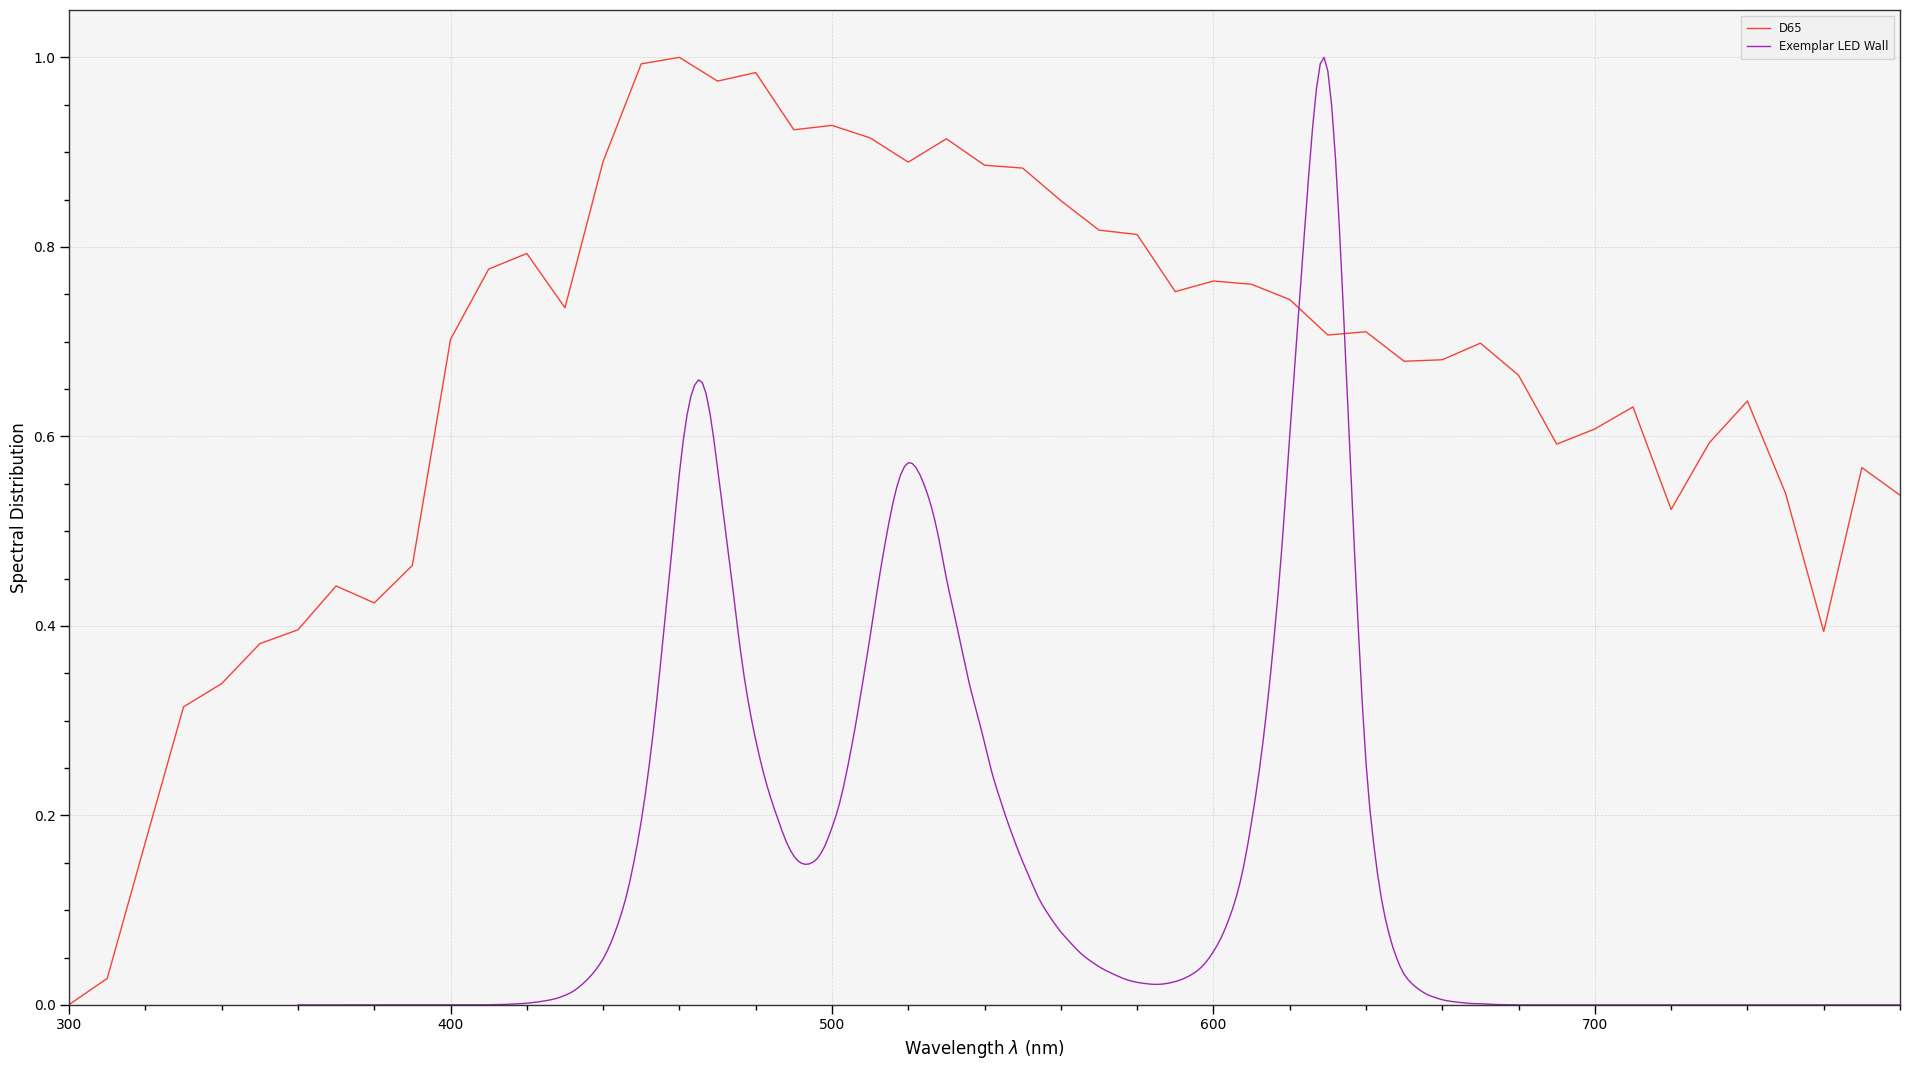 D65
Exemplar LED Wall
1.0
0.8
0.6
0.4
0.2
0.0
Spectral Distribution
300 400 500 600 700
Wavelength λ (nm)